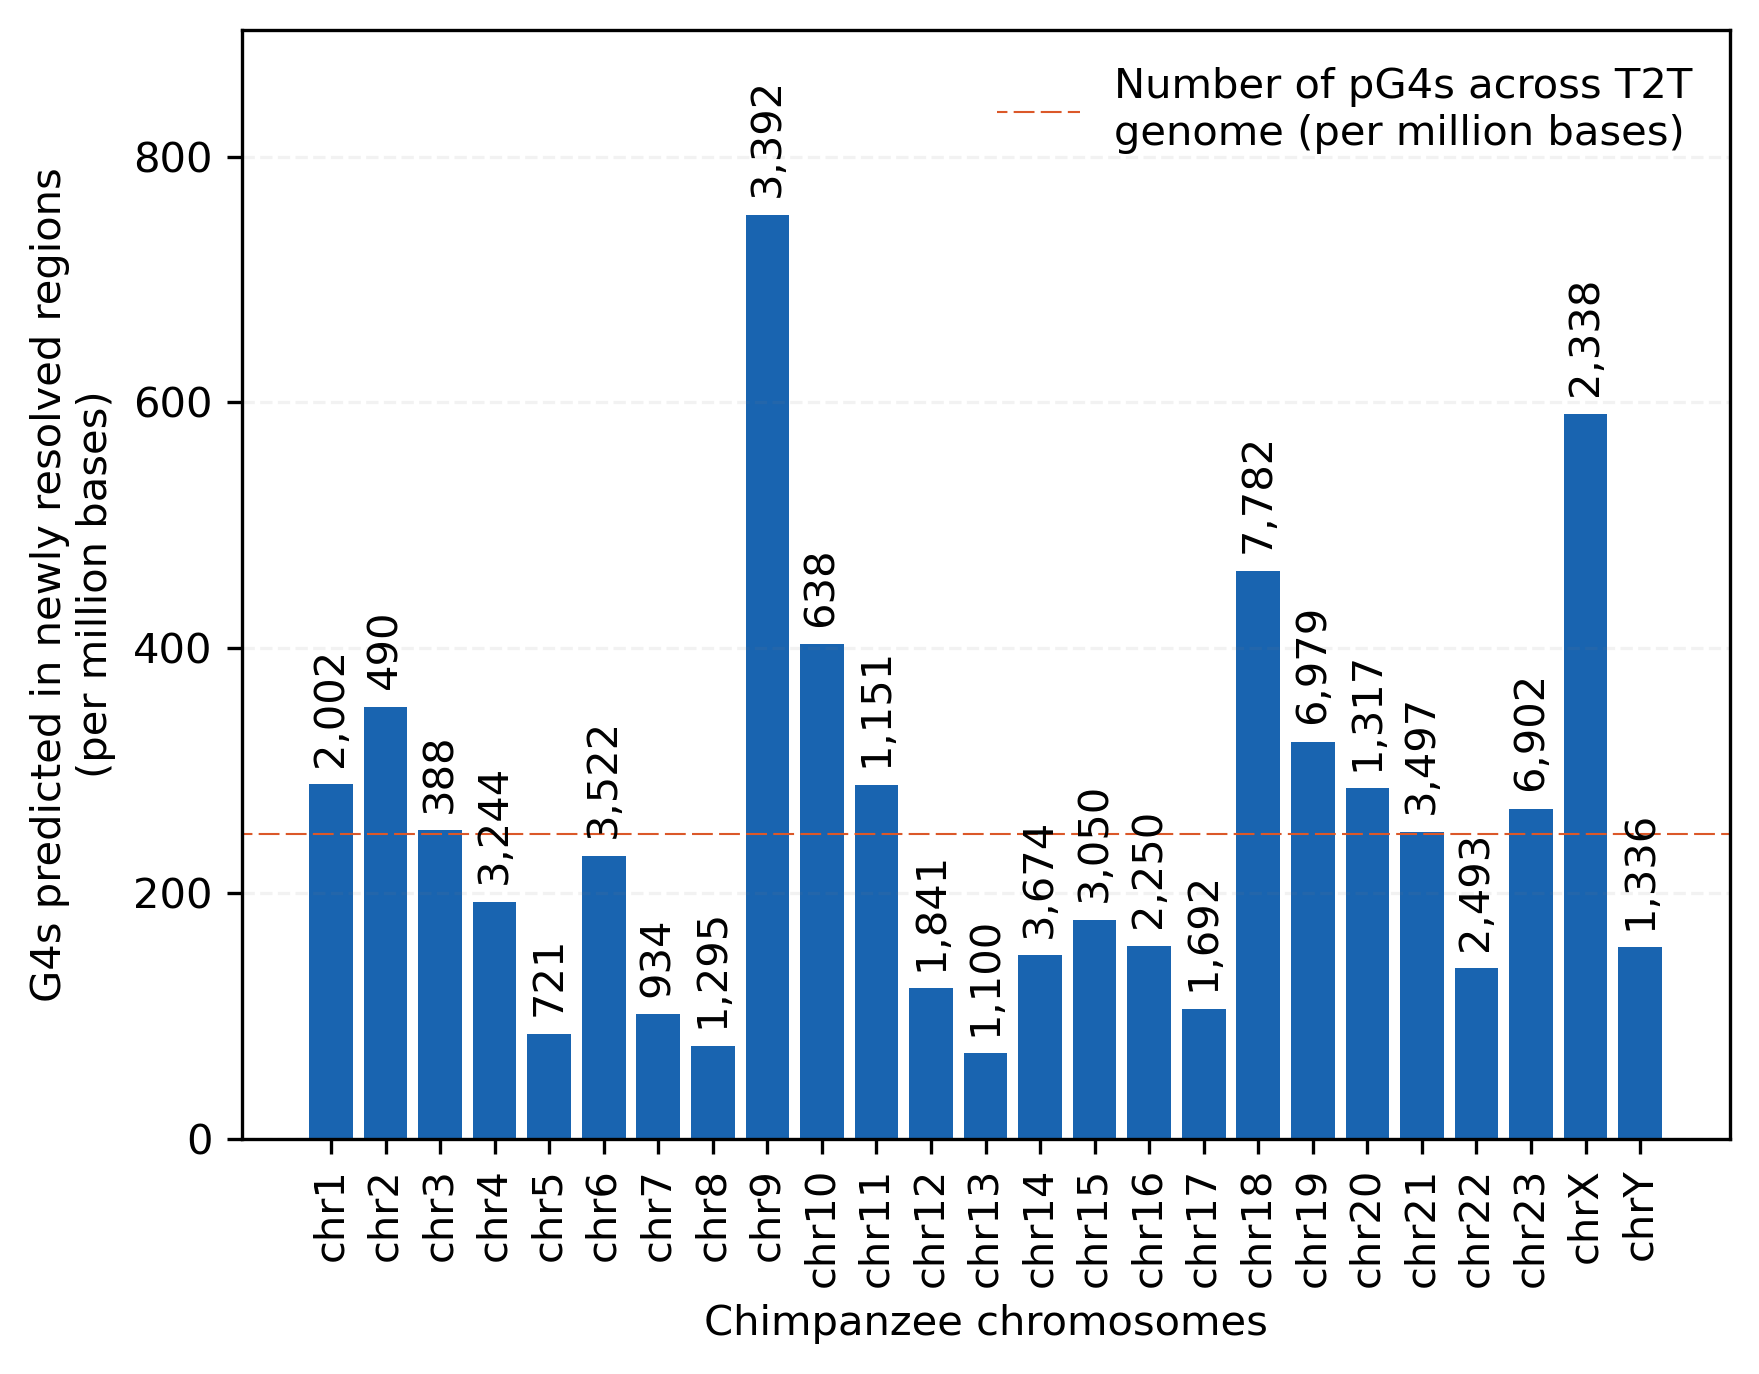 G4s predicted in newly resolved regions
(per million bases)
800
600
400
200
0
Number of pG4s across T2T
genome (per million bases)
2,002
490
388
3,244
721
3,522
934
1,295
3,392
638
1,151
1,841
1,100
3,674
3,050
2,250
1,692
7,782
6,979
1,317
3,497
2,493
6,902
2,338
1,336
chr1
chr2
chr3
chr4
chr5
chr6
chr7
chr8
chr9
chr10
chr11
chr12
chr13
chr14
chr15
chr16
chr17
chr18
chr19
chr20
chr21
chr22
chr23
chrX
chrY
Chimpanzee chromosomes